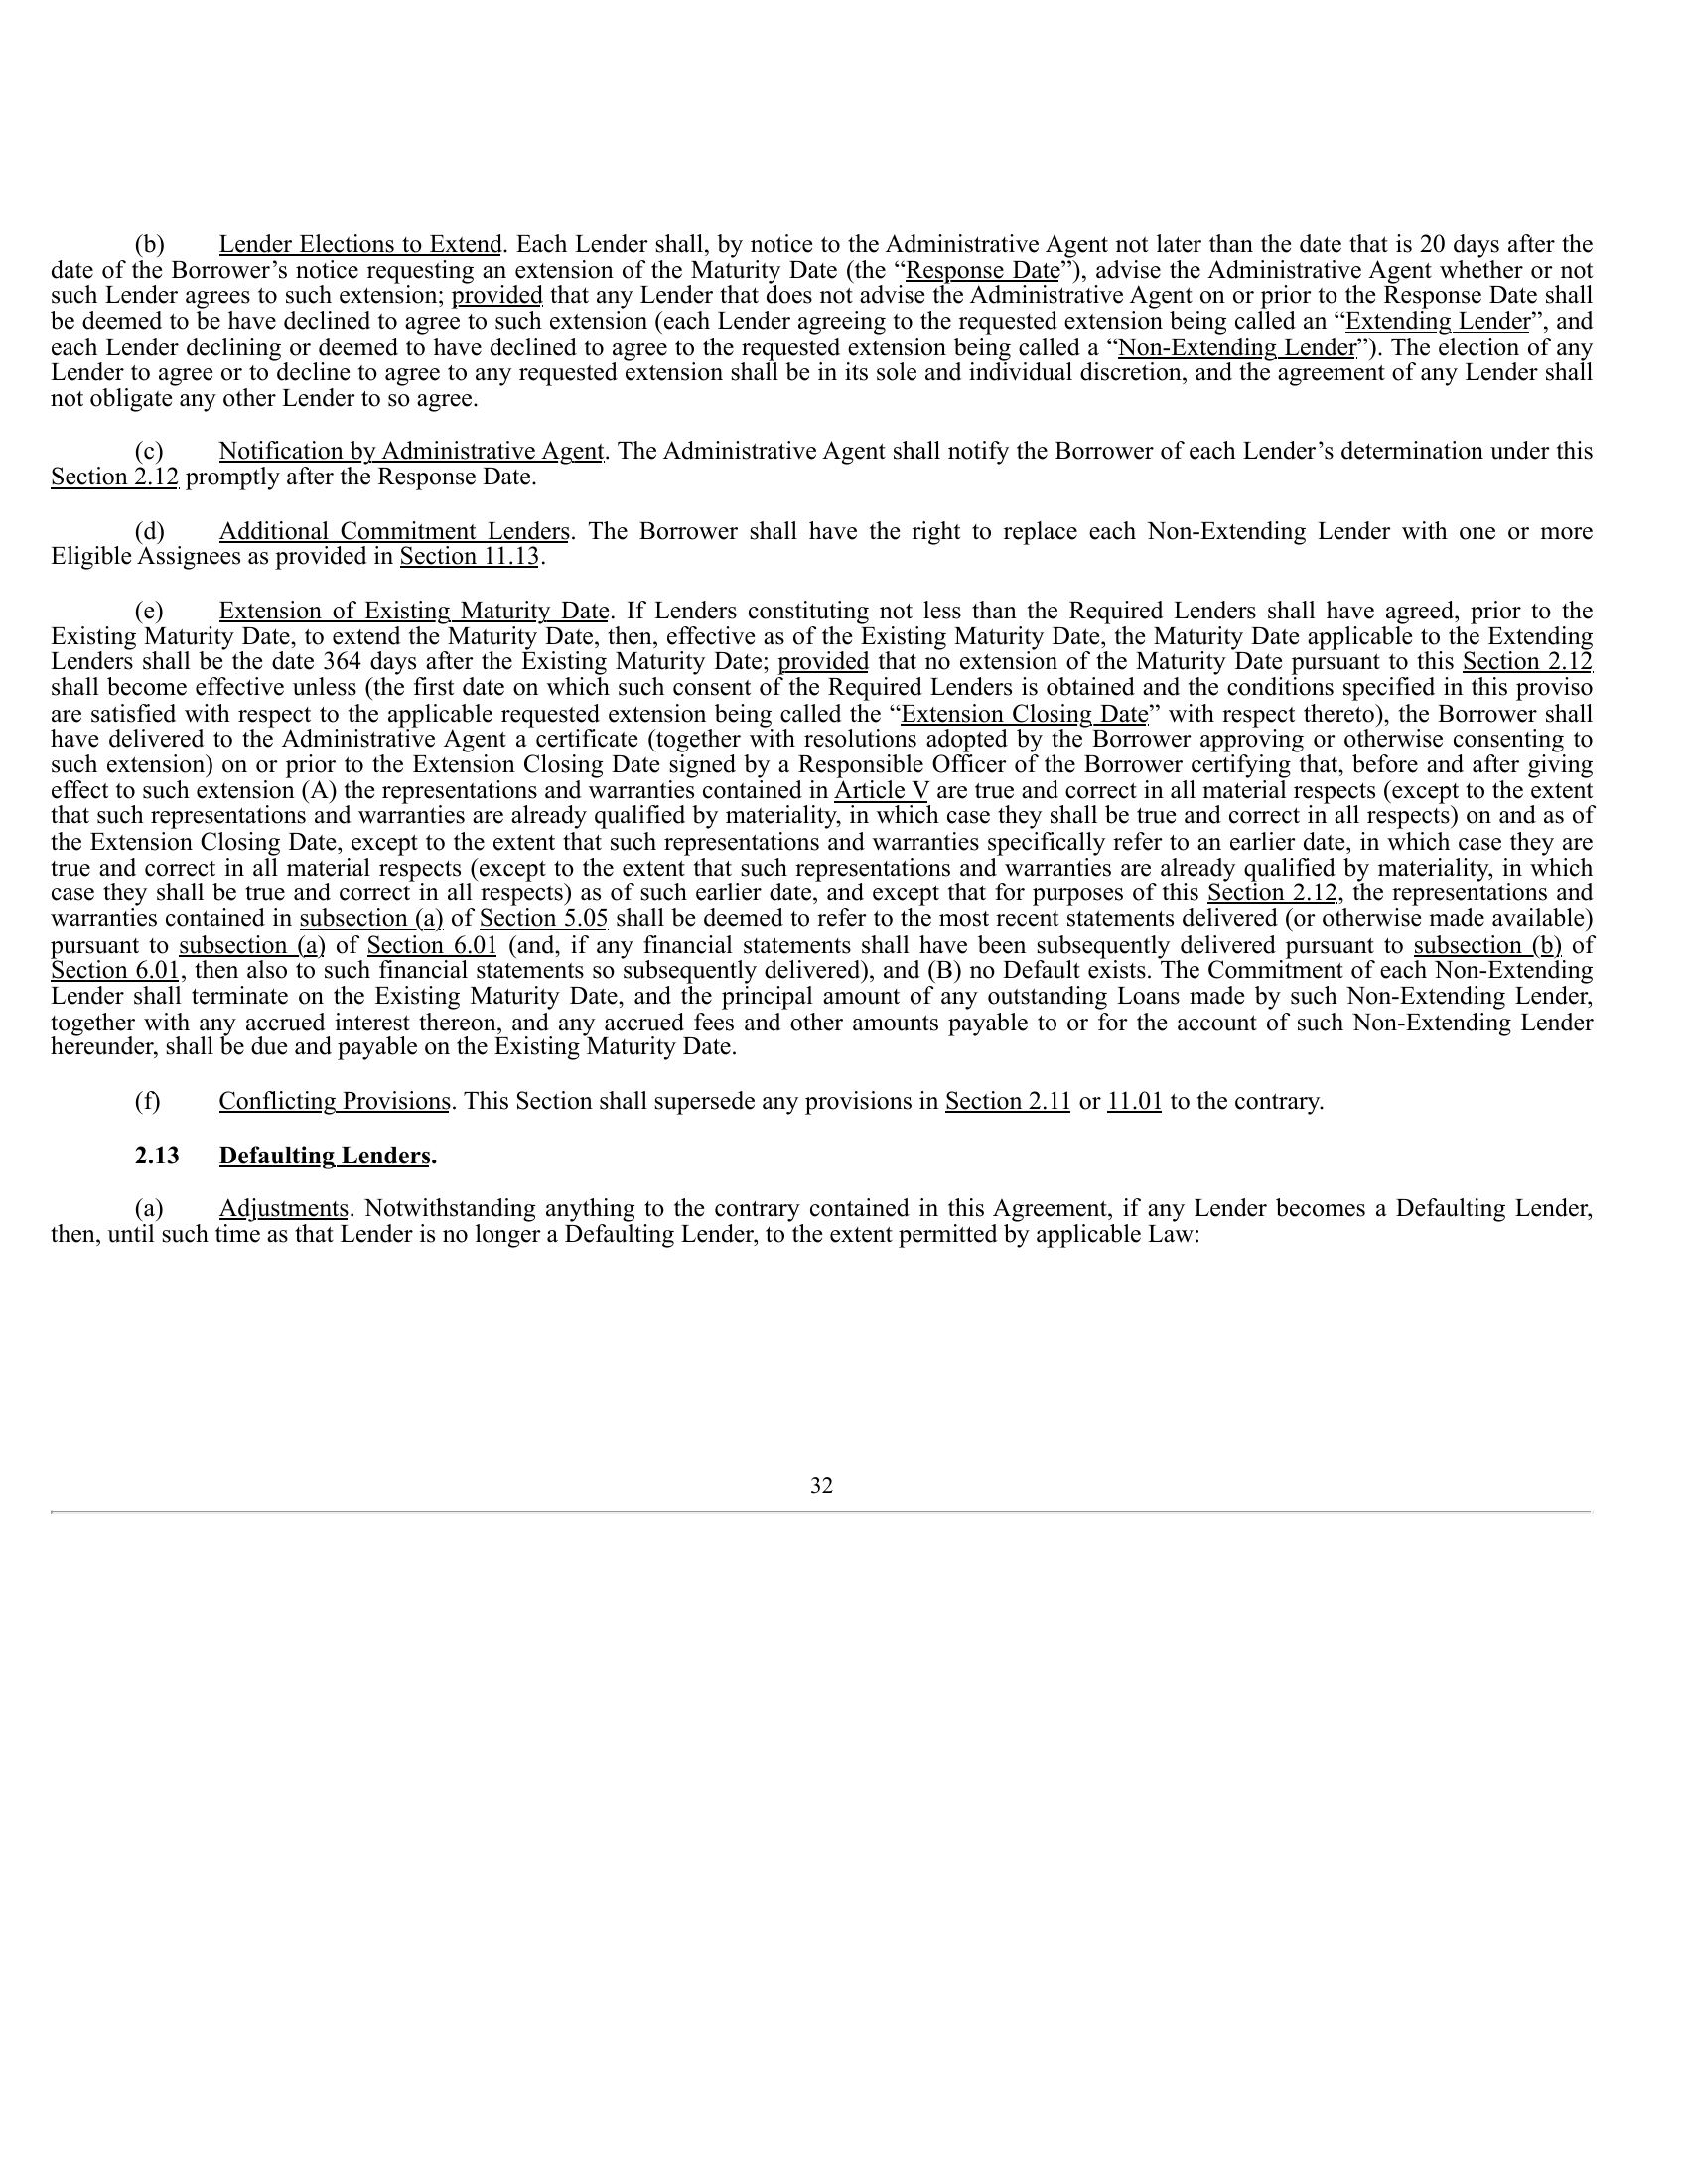 (b) Lender Elections to Extend. Each Lender shall, by notice to the Administrative Agent not later than the date that is 20 days after the
date of the Borrower’s notice requesting an extension of the Maturity Date (the “Response Date”), advise the Administrative Agent whether or not
such Lender agrees to such extension; provided that any Lender that does not advise the Administrative Agent on or prior to the Response Date shall
be deemed to be have declined to agree to such extension (each Lender agreeing to the requested extension being called an “Extending Lender”, and
each Lender declining or deemed to have declined to agree to the requested extension being called a “Non-Extending Lender”). The election of any
Lender to agree or to decline to agree to any requested extension shall be in its sole and individual discretion, and the agreement of any Lender shall
not obligate any other Lender to so agree.
(c) Notification by Administrative Agent. The Administrative Agent shall notify the Borrower of each Lender’s determination under this
Section 2.12 promptly after the Response Date.
(d) Additional Commitment Lenders. The Borrower shall have the right to replace each Non-Extending Lender with one or more
Eligible Assignees as provided in Section 11.13.
(e) Extension of Existing Maturity Date. If Lenders constituting not less than the Required Lenders shall have agreed, prior to the
Existing Maturity Date, to extend the Maturity Date, then, effective as of the Existing Maturity Date, the Maturity Date applicable to the Extending
Lenders shall be the date 364 days after the Existing Maturity Date; provided that no extension of the Maturity Date pursuant to this Section 2.12
shall become effective unless (the first date on which such consent of the Required Lenders is obtained and the conditions specified in this proviso
are satisfied with respect to the applicable requested extension being called the “Extension Closing Date” with respect thereto), the Borrower shall
have delivered to the Administrative Agent a certificate (together with resolutions adopted by the Borrower approving or otherwise consenting to
such extension) on or prior to the Extension Closing Date signed by a Responsible Officer of the Borrower certifying that, before and after giving
effect to such extension (A) the representations and warranties contained in Article V are true and correct in all material respects (except to the extent
that such representations and warranties are already qualified by materiality, in which case they shall be true and correct in all respects) on and as of
the Extension Closing Date, except to the extent that such representations and warranties specifically refer to an earlier date, in which case they are
true and correct in all material respects (except to the extent that such representations and warranties are already qualified by materiality, in which
case they shall be true and correct in all respects) as of such earlier date, and except that for purposes of this Section 2.12, the representations and
warranties contained in subsection (a) of Section 5.05 shall be deemed to refer to the most recent statements delivered (or otherwise made available)
pursuant to subsection (a) of Section 6.01 (and, if any financial statements shall have been subsequently delivered pursuant to subsection (b) of
Section 6.01, then also to such financial statements so subsequently delivered), and (B) no Default exists. The Commitment of each Non-Extending
Lender shall terminate on the Existing Maturity Date, and the principal amount of any outstanding Loans made by such Non-Extending Lender,
together with any accrued interest thereon, and any accrued fees and other amounts payable to or for the account of such Non-Extending Lender
hereunder, shall be due and payable on the Existing Maturity Date.
(f) Conflicting Provisions. This Section shall supersede any provisions in Section 2.11 or 11.01 to the contrary.
2.13 Defaulting Lenders.
(a) Adjustments. Notwithstanding anything to the contrary contained in this Agreement, if any Lender becomes a Defaulting Lender,
then, until such time as that Lender is no longer a Defaulting Lender, to the extent permitted by applicable Law:
32